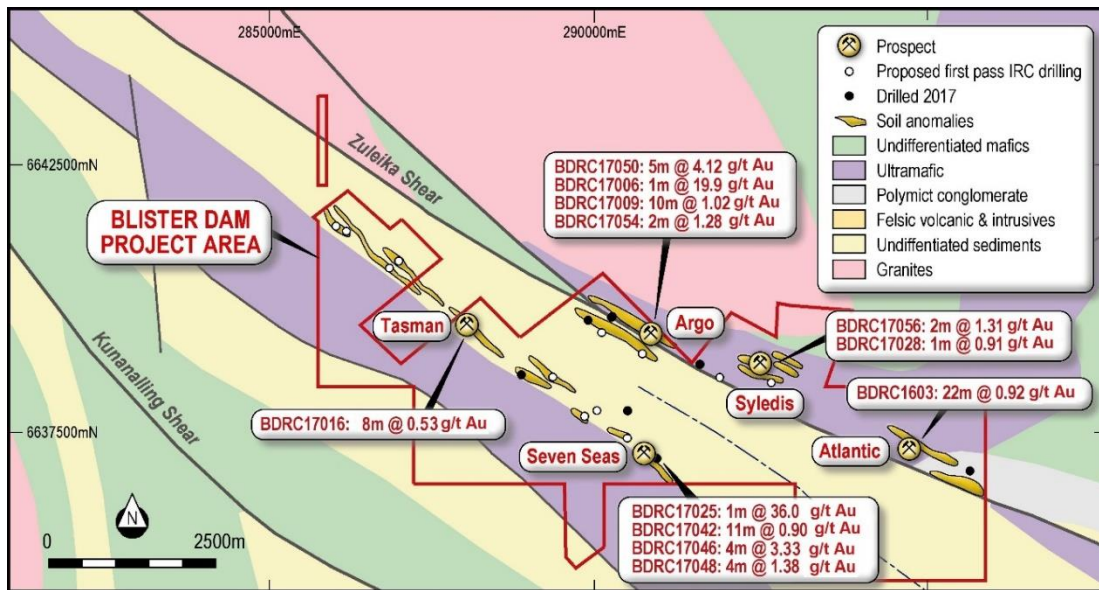 285000mE
290000mE
6642500mN
6637500mN
Zuleika Shear
Kunanalling Shear
BLISTER DAM
PROJECT AREA
BDRC17050: 5m @ 4.12 g/t Au
BDRC17006: 1m @ 19.9 g/t Au
BDRC17009: 10m @ 1.02 g/t Au
BDRC17054: 2m @ 1.28 g/t Au
Prospect
Proposed first pass IRC drilling
Drilled 2017
Soil anomalies
Undifferentiated mafics
Ultramafic
Polymict conglomerate
Felsic volcanic & intrusives
Undiffentiated sediments
Granites
Tasman
Argo
BDRC17056: 2m @ 1.31 g/t Au
BDRC17028: 1m @ 0.91 g/t Au
Syledis
BDRC1603: 22m @ 0.92 g/t Au
BDRC17016: 8m @ 0.53 g/t Au
Seven Seas
Atlantic
BDRC17025: 1m @ 36.0 g/t Au
BDRC17042: 11m @ 0.90 g/t Au
BDRC17046: 4m @ 3.33 g/t Au
BDRC17048: 4m @ 1.38 g/t Au
N
0
2500m